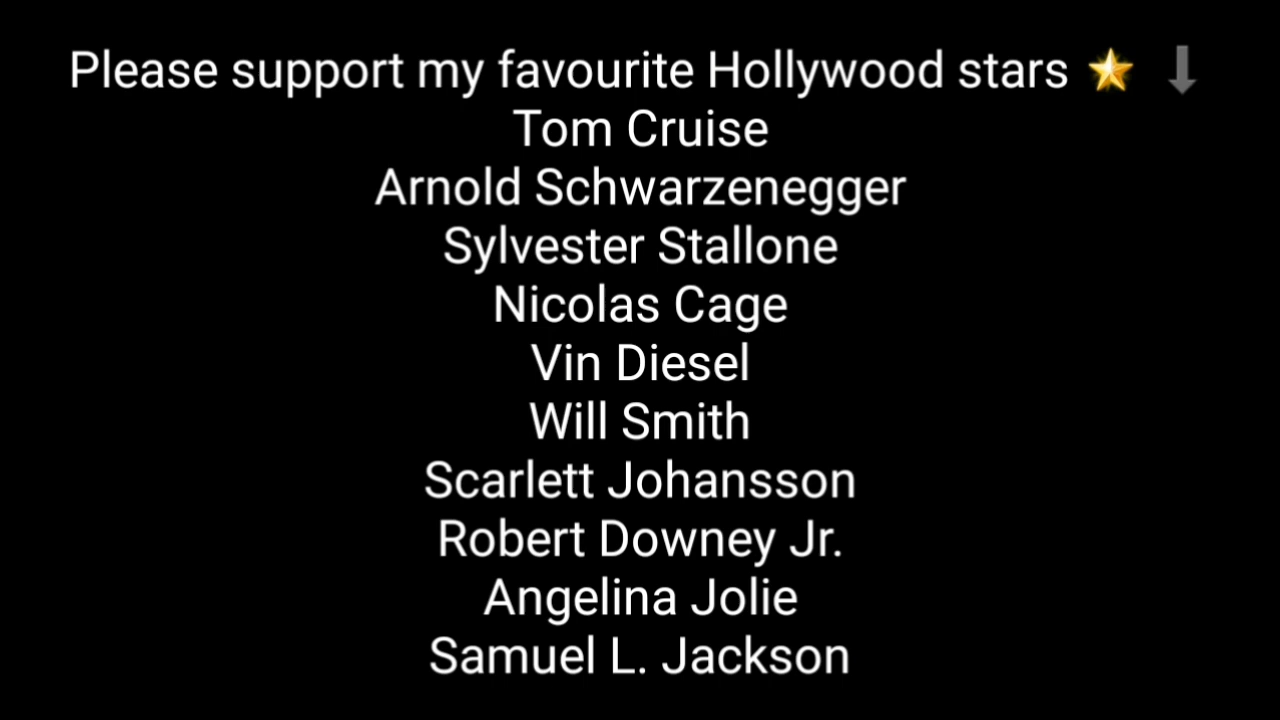 Please support my favourite Hollywood stars ⭐ ⬇
Tom Cruise
Arnold Schwarzenegger
Sylvester Stallone
Nicolas Cage
Vin Diesel
Will Smith
Scarlett Johansson
Robert Downey Jr.
Angelina Jolie
Samuel L. Jackson